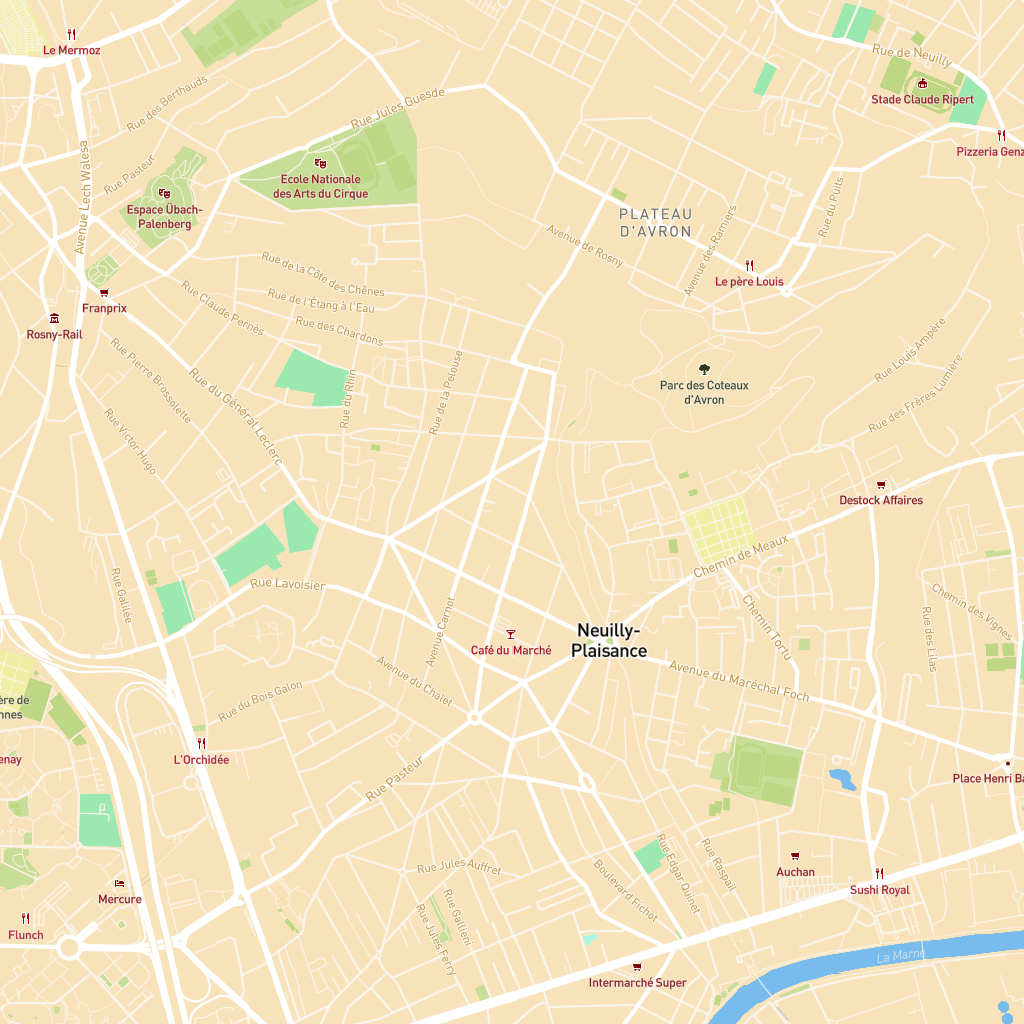 Le Mermoz
Rue de Neuilly
Stade Claude Ripert
Rue des Berthauds
Rue Jules Guesde
Pizzeria Genz
Avenue Lech Walesa
Rue Pasteur
Ecole Nationale
des Arts du Cirque
Espace Übach-
Palenberg
Rue du Puits
PLATEAU
D'AVRON
Avenue de Rosny
Avenue des Ramiers
Rue de la Côte des Chênes
Le père Louis
Franprix
Rue Claude Pernès
Rue de l'Étang à l'Eau
Rosny-Rail
Rue des Chardons
Rue Pierre Brossolette
Rue du Général Leclerc
Rue du Rhin
Rue de la Pelouse
Parc des Coteaux
d'Avron
Rue Louis Ampère
Rue des Frères Lumière
Rue Victor Hugo
Destock Affaires
Chemin de Meaux
Rue Galilée
Rue Lavoisier
Avenue Carnot
Chemin Tortu
Chemin des Vignes
Rue des Lilas
Café du Marché
Neuilly-
Plaisance
Avenue du Chalet
Avenue du Maréchal Foch
Rue du Bois Galon
ère de
nnes
enay
L'Orchidée
Rue Pasteur
Place Henri Ba
Rue Jules Auffret
Boulevard Fichot
Rue Edgar Quinet
Rue Raspail
Auchan
Sushi Royal
Mercure
Flunch
Rue Gallieni
Rue Jules Ferry
La Marne
Intermarché Super